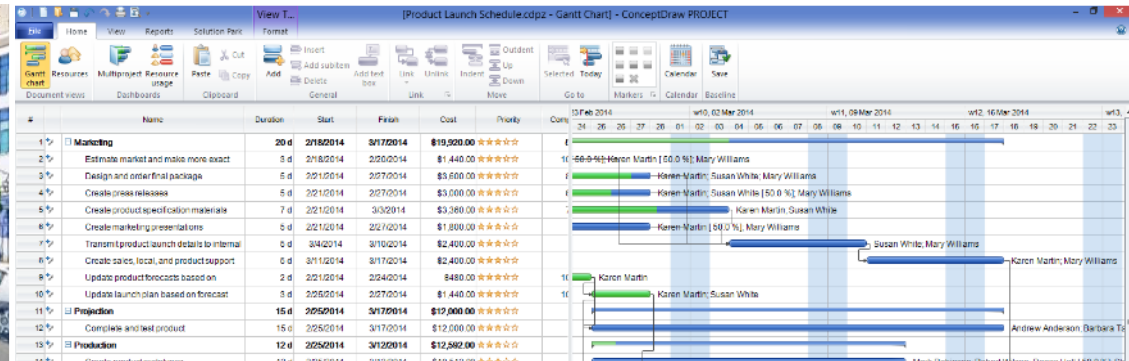 View T...
[Product Launch Schedule.cdpz - Gantt Chart] - ConceptDraw PROJECT
File Home View Reports Solution Park Format
Gantt chart Resources Multiproject Resource usage Paste Cut Copy Add Insert Add subitem Delete Add text box Link Unlink Indent Outdent Up Down Selected Today Calendar Save
Document views Dashboards Clipboard General Link Move Go to Markers Calendar Baseline
# Name Duration Start Finish Cost Priority Comp
Feb 2014 w10, 02 Mar 2014 w11, 09 Mar 2014 w12, 16 Mar 2014 w13,
24 25 26 27 28 01 02 03 04 05 06 07 08 09 10 11 12 13 14 15 16 17 18 19 20 21 22 23
1 Marketing 20 d 2/18/2014 3/17/2014 $19,920.00
2 Estimate market and make more exact 3 d 2/18/2014 2/20/2014 $1,440.00 50.0 %]; Karen Martin [50.0 %]; Mary Williams
3 Design and order final package 5 d 2/21/2014 2/27/2014 $3,600.00 Karen Martin; Susan White; Mary Williams
4 Create press releases 5 d 2/21/2014 2/27/2014 $3,000.00 Karen Martin; Susan White [50.0 %]; Mary Williams
5 Create product specification materials 7 d 2/21/2014 3/3/2014 $3,360.00 Karen Martin; Susan White
6 Create marketing presentations 5 d 2/21/2014 2/27/2014 $1,800.00 Karen Martin [50.0 %]; Mary Williams
7 Transmit product launch details to internal 5 d 3/4/2014 3/10/2014 $2,400.00 Susan White; Mary Williams
8 Create sales, local, and product support 5 d 3/11/2014 3/17/2014 $2,400.00 Karen Martin; Mary Williams
9 Update product forecasts based on 2 d 2/21/2014 2/24/2014 $480.00 Karen Martin
10 Update launch plan based on forecast 3 d 2/25/2014 2/27/2014 $1,440.00 Karen Martin; Susan White
11 Projection 15 d 2/25/2014 3/17/2014 $12,000.00
12 Complete and test product 15 d 2/25/2014 3/17/2014 $12,000.00 Andrew Anderson; Barbara Ta
13 Production 12 d 2/25/2014 3/12/2014 $12,592.00